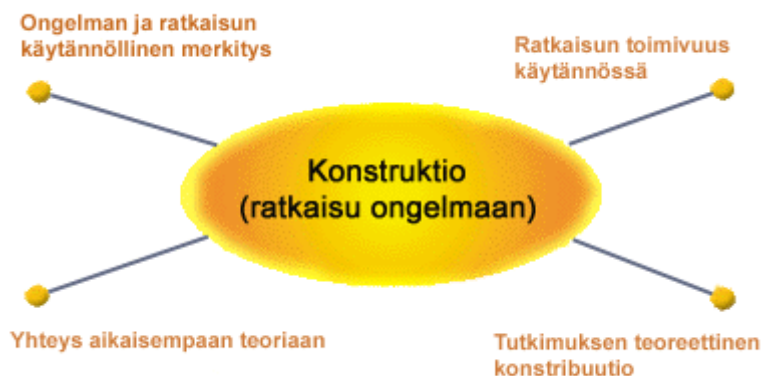 Ongelman ja ratkaisun
käytännöllinen merkitys
Ratkaisun toimivuus
käytännössä
Konstruktio
(ratkaisu ongelmaan)
Yhteys aikaisempaan teoriaan
Tutkimuksen teoreettinen
konstribuutio